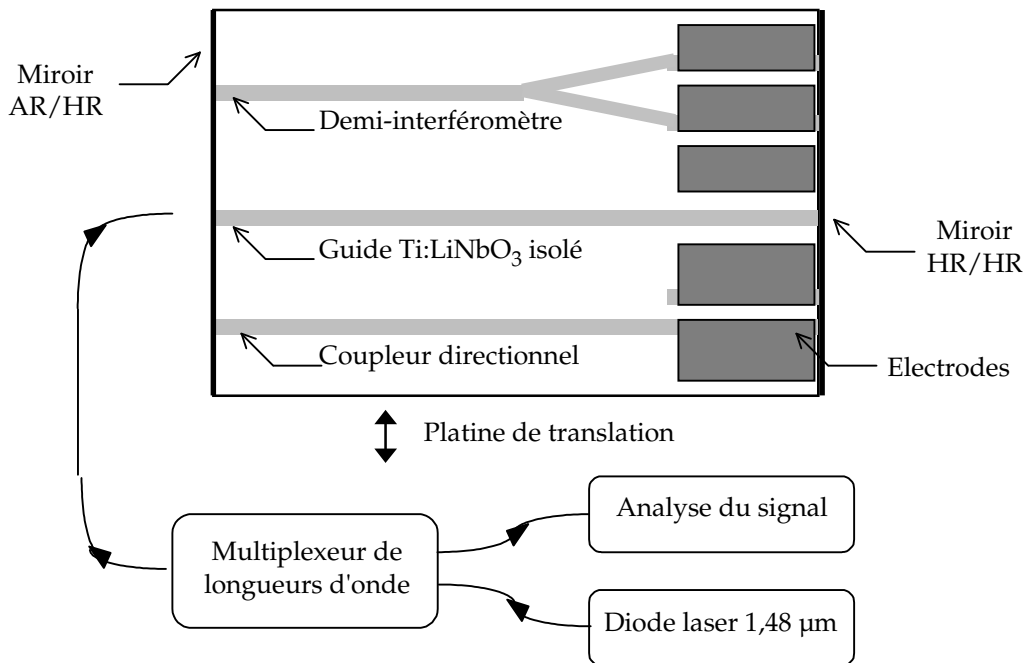 Miroir
AR/HR
Demi-interféromètre
Guide Ti:LiNbO₃ isolé
Miroir
HR/HR
Coupleur directionnel
Electrodes
Platine de translation
Analyse du signal
Multiplexeur de
longueurs d'onde
Diode laser 1,48 µm